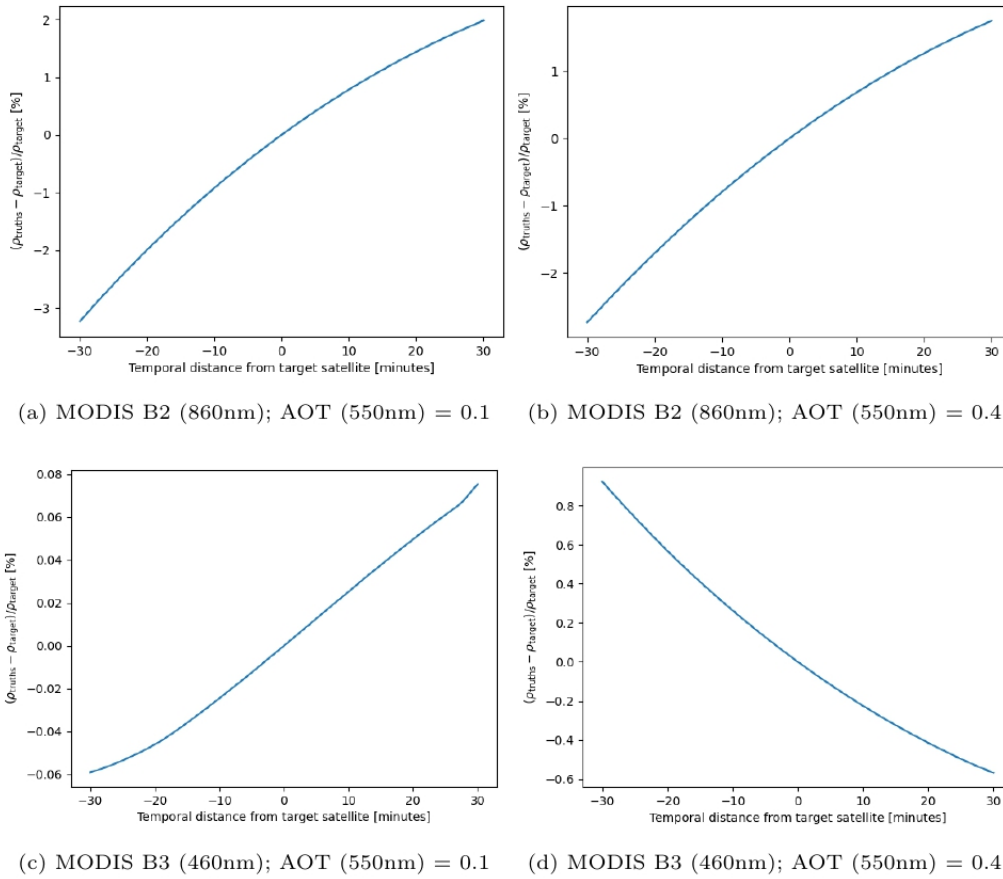 2
1
0
−1
−2
−3
(ρtruths − ρtarget)/ρtarget [%]
−30 −20 −10 0 10 20 30
Temporal distance from target satellite [minutes]
1
0
−1
−2
(ρtruths − ρtarget)/ρtarget [%]
−30 −20 −10 0 10 20 30
Temporal distance from target satellite [minutes]
(a) MODIS B2 (860nm); AOT (550nm) = 0.1
(b) MODIS B2 (860nm); AOT (550nm) = 0.4
0.08
0.06
0.04
0.02
0.00
−0.02
−0.04
−0.06
(ρtruths − ρtarget)/ρtarget [%]
−30 −20 −10 0 10 20 30
Temporal distance from target satellite [minutes]
0.8
0.6
0.4
0.2
0.0
−0.2
−0.4
−0.6
(ρtruths − ρtarget)/ρtarget [%]
−30 −20 −10 0 10 20 30
Temporal distance from target satellite [minutes]
(c) MODIS B3 (460nm); AOT (550nm) = 0.1
(d) MODIS B3 (460nm); AOT (550nm) = 0.4